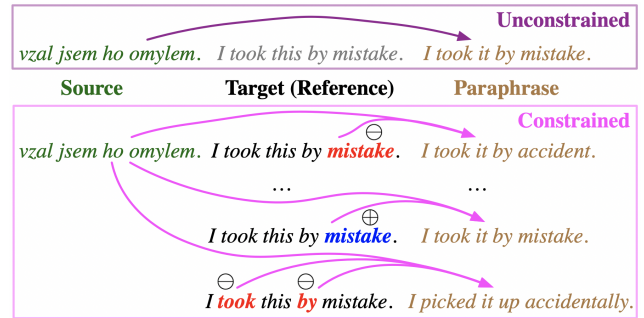 Unconstrained
vzal jsem ho omylem. I took this by mistake. I took it by mistake.
Source Target (Reference) Paraphrase
Constrained
⊖
vzal jsem ho omylem. I took this by mistake. I took it by accident.
... ...
⊕
I took this by mistake. I took it by mistake.
⊖ ⊖
I took this by mistake. I picked it up accidentally.